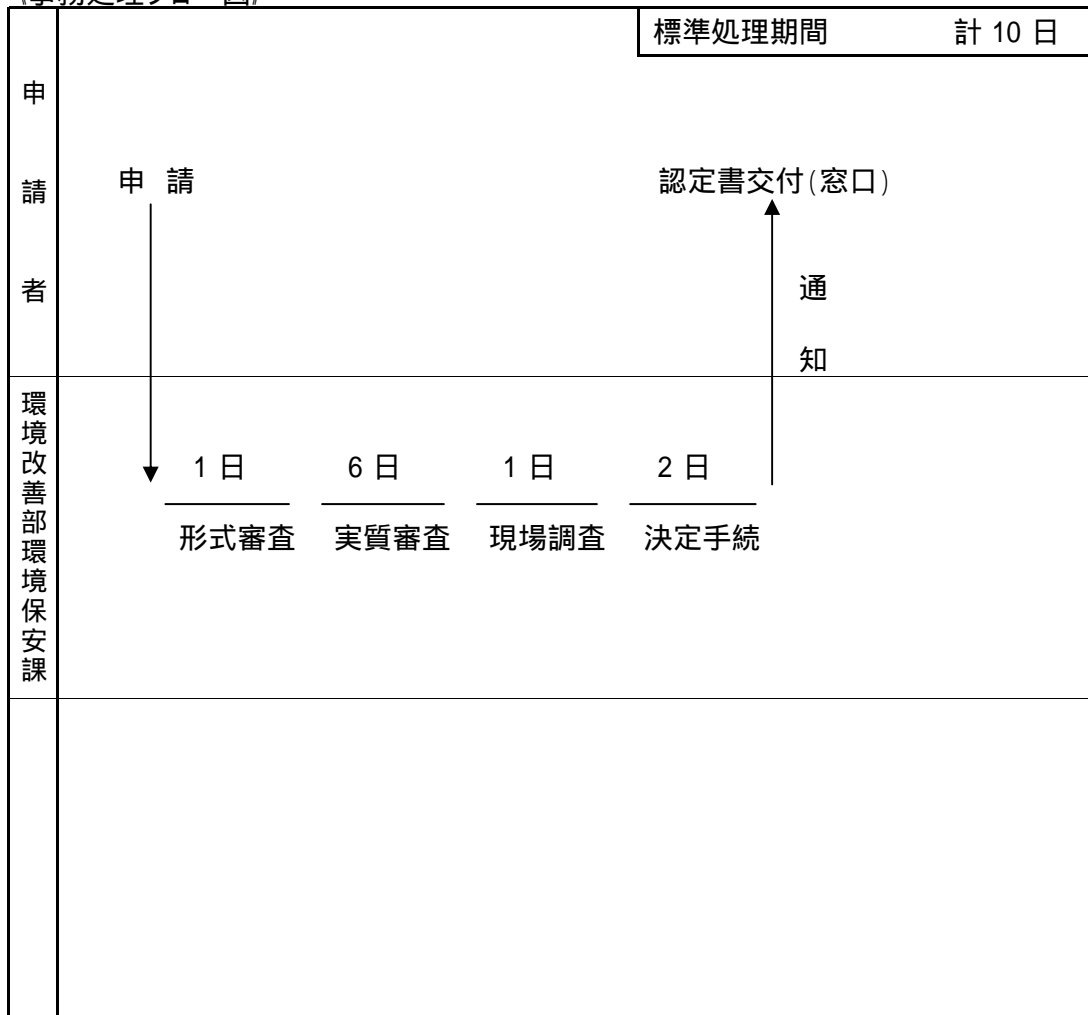 標準処理期間 計 10 日
申請者
申 請
認定書交付(窓口)
通知
環境改善部環境保安課
1 日 6 日 1 日 2 日
形式審査 実質審査 現場調査 決定手続